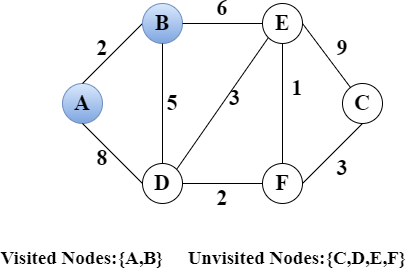 6
B
E
2
9
5
3
1
A
C
8
3
D
F
2
Visited Nodes:{A,B} Unvisited Nodes:{C,D,E,F}